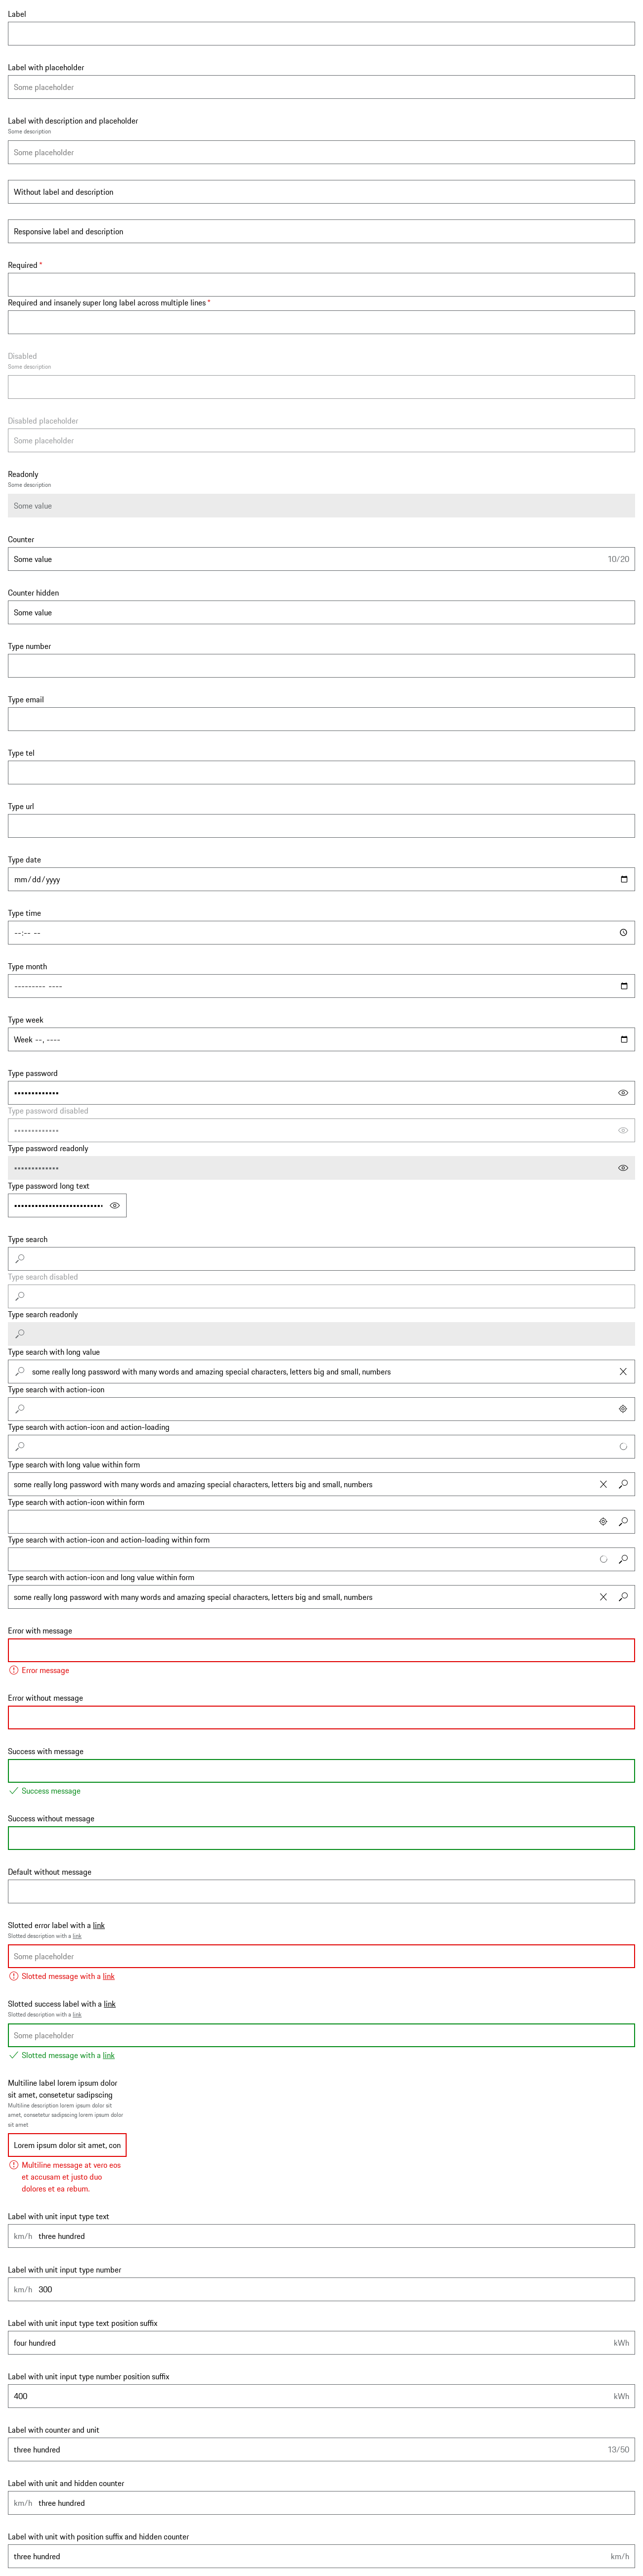 Label
Label with placeholder
Some placeholder
Label with description and placeholder
Some description
Some placeholder
Without label and description
Responsive label and description
Required *
Required and insanely super long label across multiple lines *
Disabled
Some description
Disabled placeholder
Some placeholder
Readonly
Some description
Some value
Counter
Some value 10/20
Counter hidden
Some value
Type number
Type email
Type tel
Type url
Type date
mm/dd/yyyy
Type time
--:-- --
Type month
--------- ----
Type week
Week --, ----
Type password
•••••••••••••
Type password disabled
•••••••••••••
Type password readonly
•••••••••••••
Type password long text
••••••••••••••••••••••••••
Type search
Type search disabled
Type search readonly
Type search with long value
some really long password with many words and amazing special characters, letters big and small, numbers
Type search with action-icon
Type search with action-icon and action-loading
Type search with long value within form
some really long password with many words and amazing special characters, letters big and small, numbers
Type search with action-icon within form
Type search with action-icon and action-loading within form
Type search with action-icon and long value within form
some really long password with many words and amazing special characters, letters big and small, numbers
Error with message
Error message
Error without message
Success with message
Success message
Success without message
Default without message
Slotted error label with a link
Slotted description with a link
Some placeholder
Slotted message with a link
Slotted success label with a link
Slotted description with a link
Some placeholder
Slotted message with a link
Multiline label lorem ipsum dolor
sit amet, consetetur sadipscing
Multiline description lorem ipsum dolor sit
amet, consetetur sadipscing lorem ipsum dolor
sit amet
Lorem ipsum dolor sit amet, con
Multiline message at vero eos
et accusam et justo duo
dolores et ea rebum.
Label with unit input type text
km/h three hundred
Label with unit input type number
km/h 300
Label with unit input type text position suffix
four hundred kWh
Label with unit input type number position suffix
400 kWh
Label with counter and unit
three hundred 13/50
Label with unit and hidden counter
km/h three hundred
Label with unit with position suffix and hidden counter
three hundred km/h